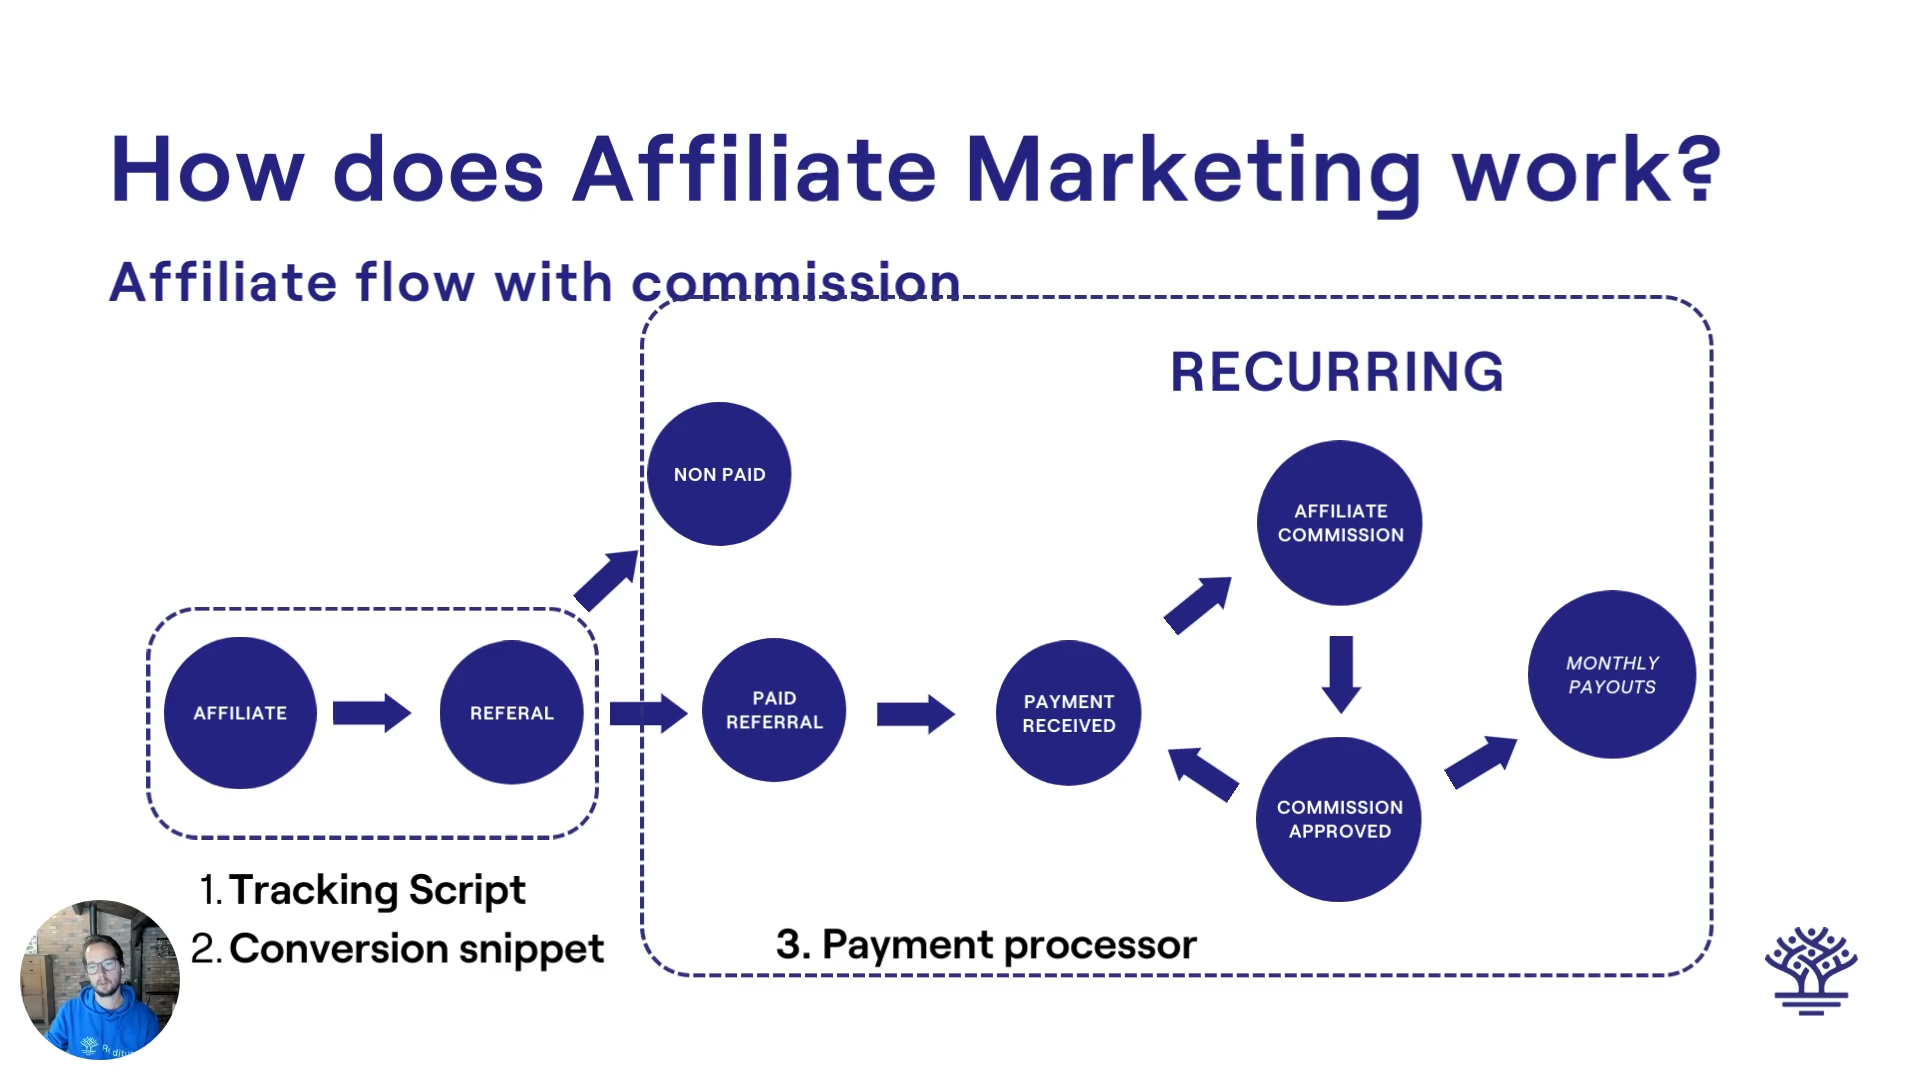 How does Affiliate Marketing work?
Affiliate flow with commission
RECURRING
NON PAID
AFFILIATE
COMMISSION
MONTHLY
PAYOUTS
AFFILIATE
REFERAL
PAID
REFERRAL
PAYMENT
RECEIVED
COMMISSION
APPROVED
1. Tracking Script
2. Conversion snippet
3. Payment processor